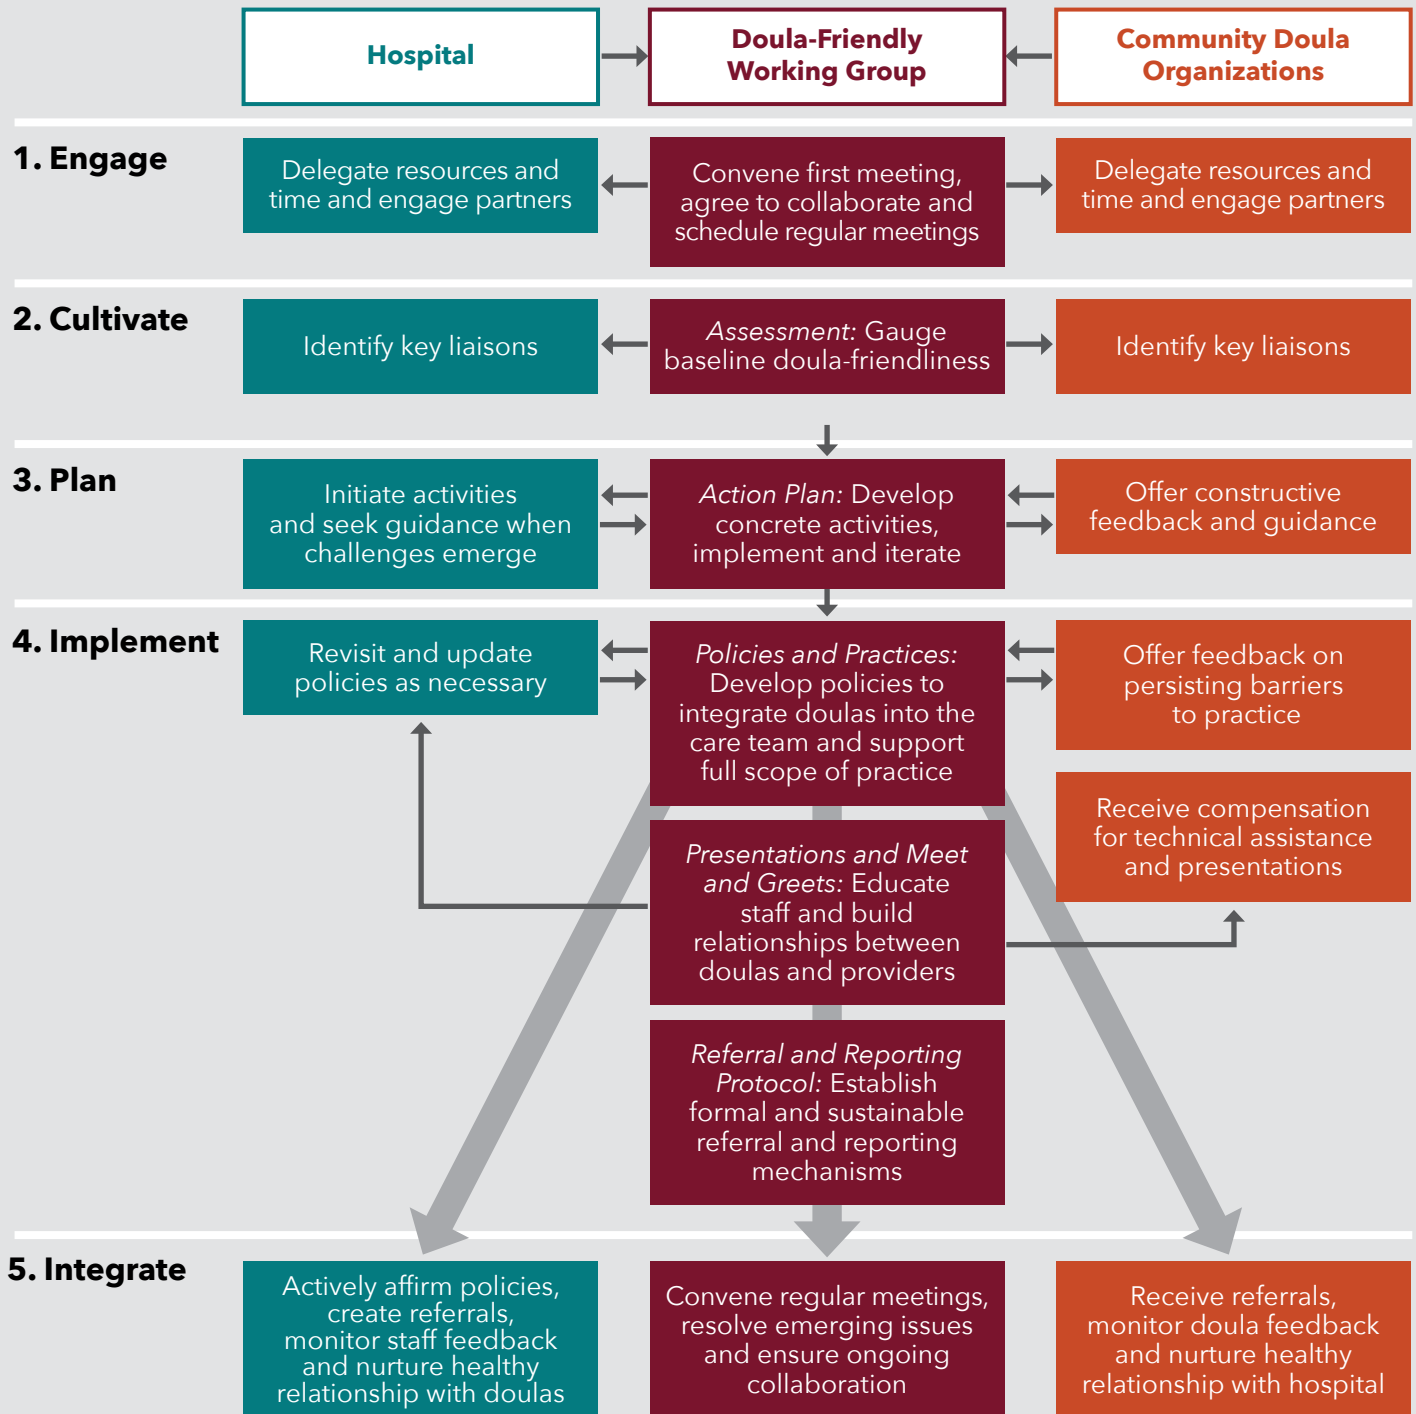 Hospital
Doula-Friendly
Working Group
Community Doula
Organizations
1. Engage
Delegate resources and
time and engage partners
Convene first meeting,
agree to collaborate and
schedule regular meetings
Delegate resources and
time and engage partners
2. Cultivate
Identify key liaisons
Assessment: Gauge
baseline doula-friendliness
Identify key liaisons
3. Plan
Initiate activities
and seek guidance when
challenges emerge
Action Plan: Develop
concrete activities,
implement and iterate
Offer constructive
feedback and guidance
4. Implement
Revisit and update
policies as necessary
Policies and Practices:
Develop policies to
integrate doulas into the
care team and support
full scope of practice
Offer feedback on
persisting barriers
to practice
Receive compensation
for technical assistance
and presentations
Presentations and Meet
and Greets: Educate
staff and build
relationships between
doulas and providers
Referral and Reporting
Protocol: Establish
formal and sustainable
referral and reporting
mechanisms
5. Integrate
Actively affirm policies,
create referrals,
monitor staff feedback
and nurture healthy
relationship with doulas
Convene regular meetings,
resolve emerging issues
and ensure ongoing
collaboration
Receive referrals,
monitor doula feedback
and nurture healthy
relationship with hospital